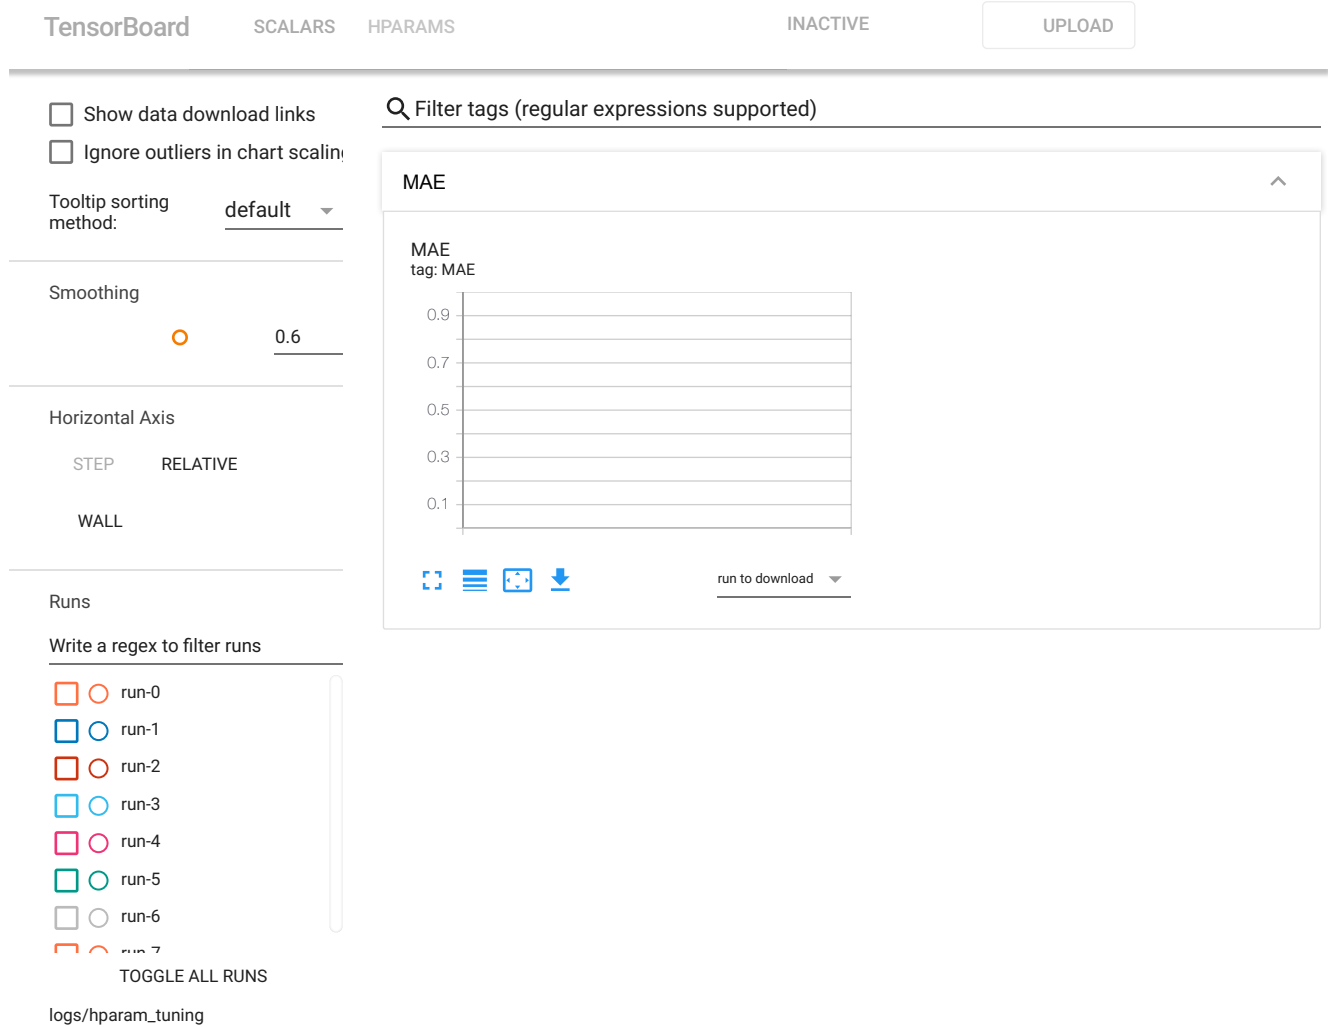 TensorBoard SCALARS HPARAMS INACTIVE UPLOAD
Show data download links
Ignore outliers in chart scaling
Tooltip sorting
method:
default
Smoothing
0.6
Horizontal Axis
STEP RELATIVE
WALL
Runs
Write a regex to filter runs
run-0
run-1
run-2
run-3
run-4
run-5
run-6
run-7
TOGGLE ALL RUNS
logs/hparam_tuning
Filter tags (regular expressions supported)
MAE
MAE
tag: MAE
0.9
0.7
0.5
0.3
0.1
run to download